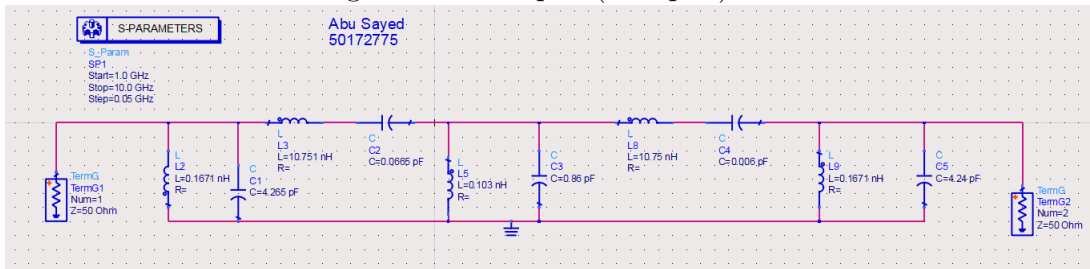 S-PARAMETERS
Abu Sayed
50172775
S_Param
SP1
Start=1.0 GHz
Stop=10.0 GHz
Step=0.05 GHz
TermG
TermG1
Num=1
Z=50 Ohm
L
L2
L=0.1671 nH
R=
C
C1
C=4.265 pF
L
L3
L=10.751 nH
R=
C
C2
C=0.0665 pF
L
L5
L=0.103 nH
R=
C
C3
C=0.86 pF
L
L8
L=10.75 nH
R=
C
C4
C=0.006 pF
L
L9
L=0.1671 nH
R=
C
C5
C=4.24 pF
TermG
TermG2
Num=2
Z=50 Ohm